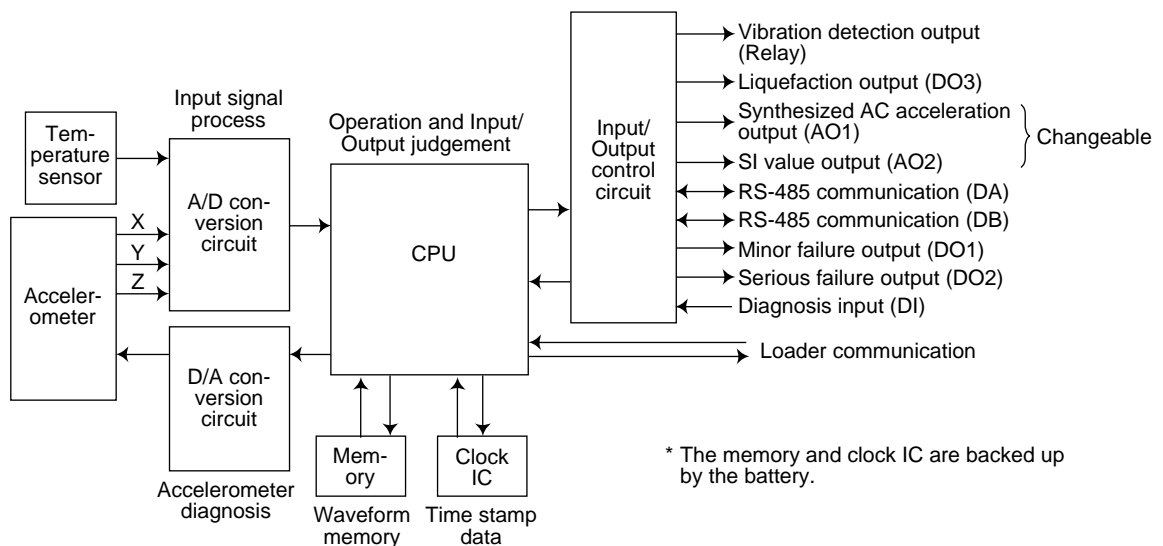 Tem-
perature
sensor
Input signal
process
A/D con-
version
circuit
X
Y
Z
Acceler-
ometer
D/A con-
version
circuit
Accelerometer
diagnosis
Operation and Input/
Output judgement
CPU
Mem-
ory
Waveform
memory
Clock
IC
Time stamp
data
Input/
Output
control
circuit
Vibration detection output
(Relay)
Liquefaction output (DO3)
Synthesized AC acceleration
output (AO1)
SI value output (AO2)
Changeable
RS-485 communication (DA)
RS-485 communication (DB)
Minor failure output (DO1)
Serious failure output (DO2)
Diagnosis input (DI)
Loader communication
* The memory and clock IC are backed up
by the battery.